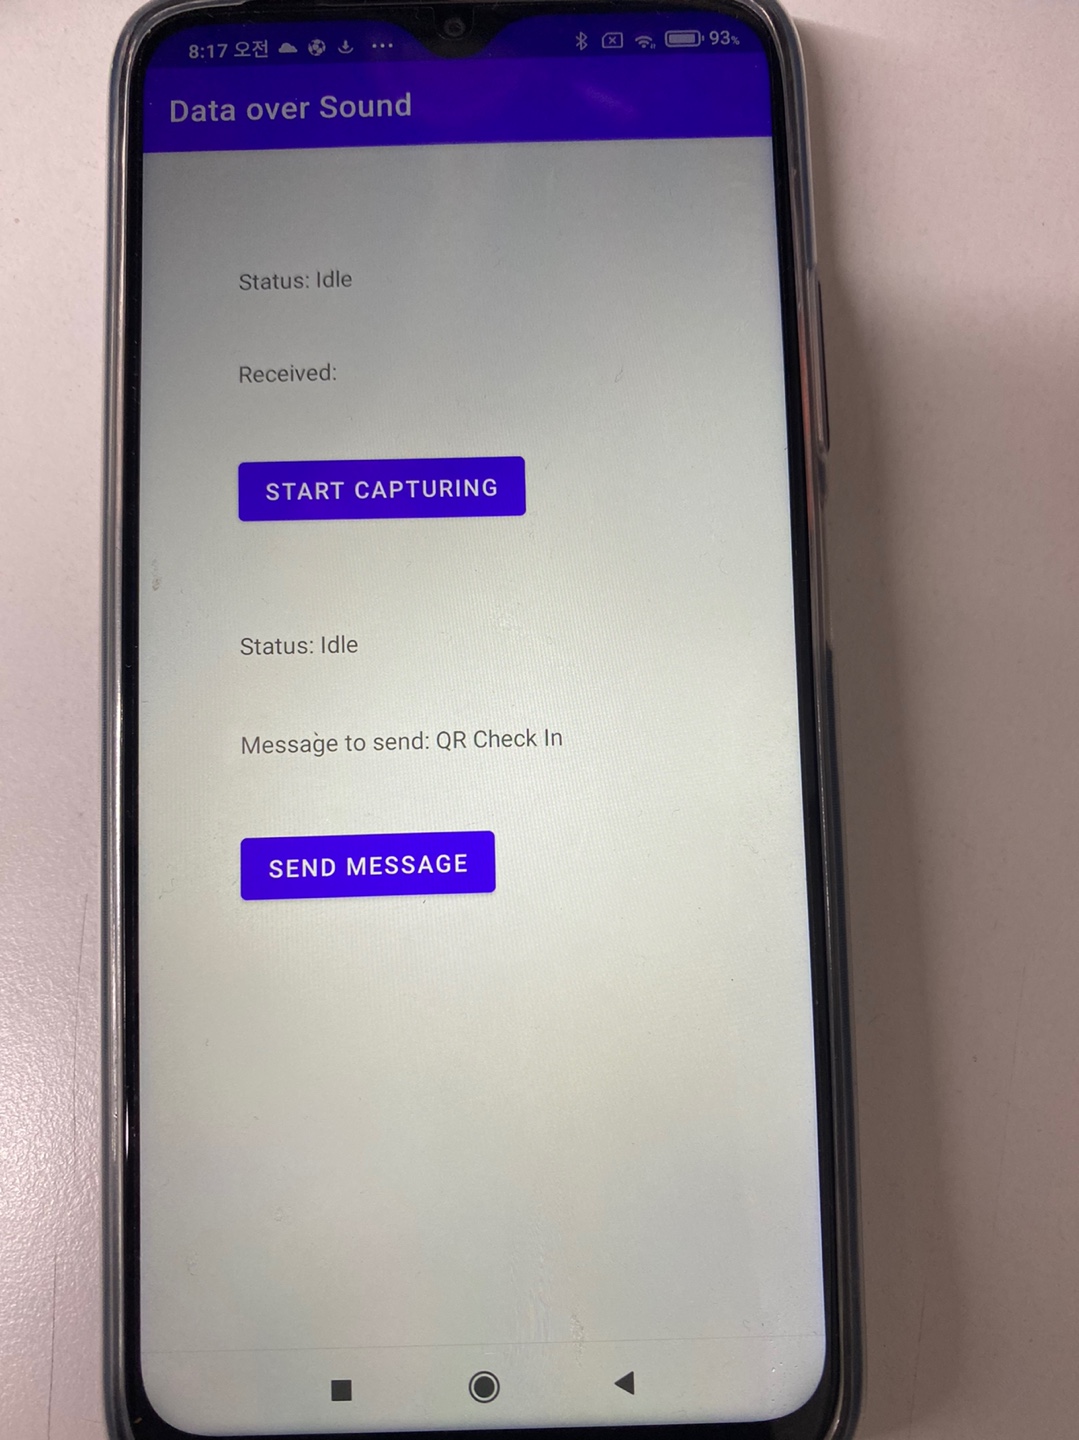 8:17 오전 93%
Data over Sound
Status: Idle
Received:
START CAPTURING
Status: Idle
Message to send: QR Check In
SEND MESSAGE